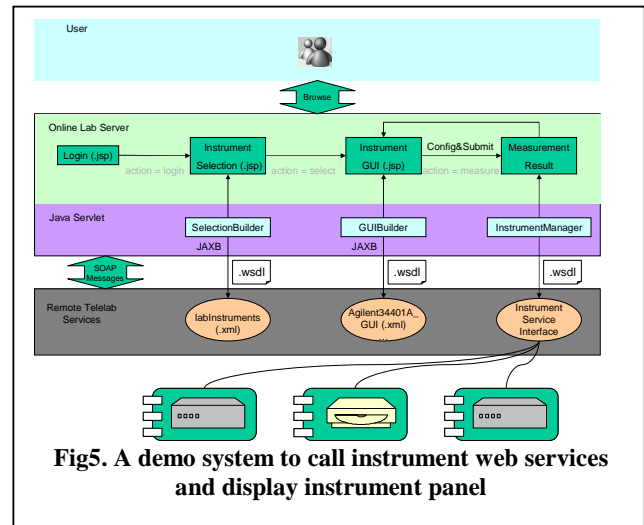 User
Browse
Online Lab Server
Login (.jsp)
action = login
Instrument
Selection (.jsp)
action = select
Instrument
GUI (.jsp)
Config&Submit
action = measure
Measurement
Result
Java Servlet
SelectionBuilder
GUIBuilder
InstrumentManager
JAXB
JAXB
SOAP
Messages
.wsdl
.wsdl
.wsdl
Remote Telelab
Services
labInstruments
(.xml)
Agilent34401A_
GUI (.xml)
...
Instrument
Service
Interface
Fig5. A demo system to call instrument web services
and display instrument panel